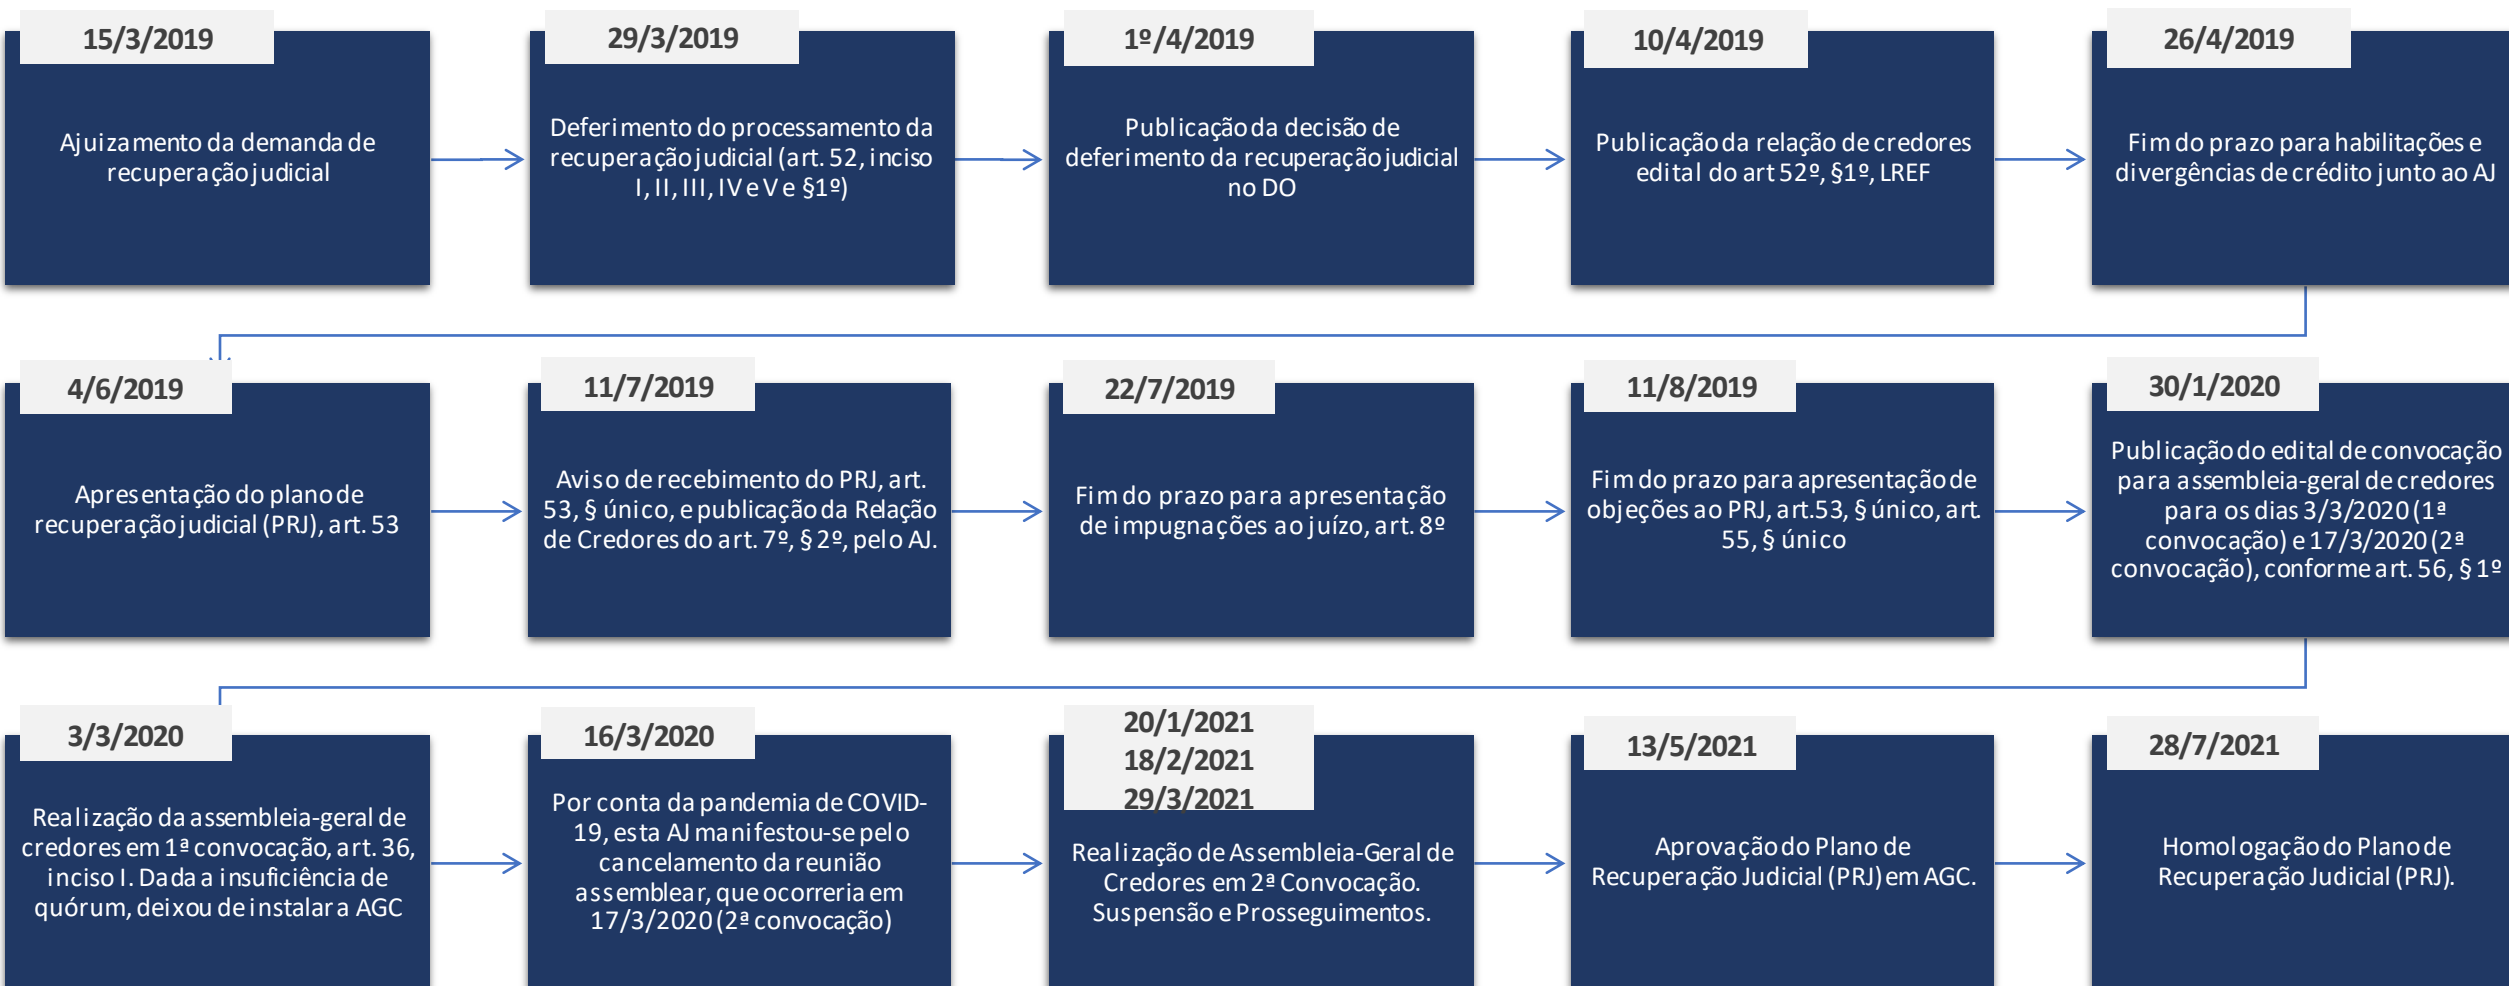 15/3/2019
Ajuizamento da demanda de
recuperação judicial
29/3/2019
Deferimento do processamento da
recuperação judicial (art. 52, inciso
I, II, III, IV e V e §1º)
1º/4/2019
Publicação da decisão de
deferimento da recuperação judicial
no DO
10/4/2019
Publicação da relação de credores
edital do art 52º, §1º, LREF
26/4/2019
Fim do prazo para habilitações e
divergências de crédito junto ao AJ
4/6/2019
Apresentação do plano de
recuperação judicial (PRJ), art. 53
11/7/2019
Aviso de recebimento do PRJ, art.
53, § único, e publicação da Relação
de Credores do art. 7º, § 2º, pelo AJ.
22/7/2019
Fim do prazo para apresentação
de impugnações ao juízo, art. 8º
11/8/2019
Fim do prazo para apresentação de
objeções ao PRJ, art.53, § único, art.
55, § único
30/1/2020
Publicação do edital de convocação
para assembleia-geral de credores
para os dias 3/3/2020 (1ª
convocação) e 17/3/2020 (2ª
convocação), conforme art. 56, § 1º
3/3/2020
Realização da assembleia-geral de
credores em 1ª convocação, art. 36,
inciso I. Dada a insuficiência de
quórum, deixou de instalar a AGC
16/3/2020
Por conta da pandemia de COVID-
19, esta AJ manifestou-se pelo
cancelamento da reunião
assemblear, que ocorreria em
17/3/2020 (2ª convocação)
20/1/2021
18/2/2021
29/3/2021
Realização de Assembleia-Geral de
Credores em 2ª Convocação.
Suspensão e Prosseguimentos.
13/5/2021
Aprovação do Plano de
Recuperação Judicial (PRJ) em AGC.
28/7/2021
Homologação do Plano de
Recuperação Judicial (PRJ).